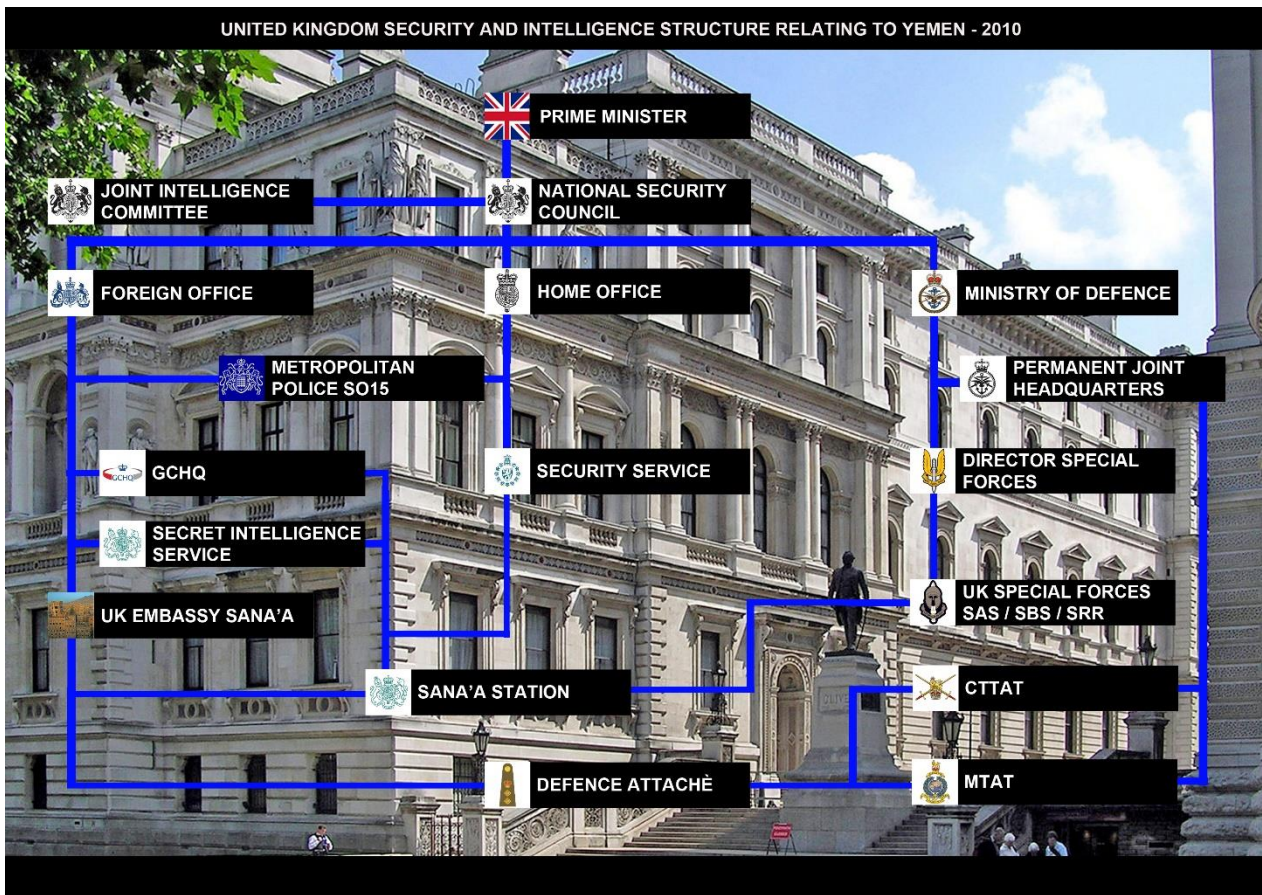 UNITED KINGDOM SECURITY AND INTELLIGENCE STRUCTURE RELATING TO YEMEN - 2010
PRIME MINISTER
JOINT INTELLIGENCE
COMMITTEE
NATIONAL SECURITY
COUNCIL
FOREIGN OFFICE
HOME OFFICE
MINISTRY OF DEFENCE
METROPOLITAN
POLICE SO15
PERMANENT JOINT
HEADQUARTERS
GCHQ
GCHQ
SECURITY SERVICE
DIRECTOR SPECIAL
FORCES
SECRET INTELLIGENCE
SERVICE
UK EMBASSY SANA'A
UK SPECIAL FORCES
SAS / SBS / SRR
SANA'A STATION
CTTAT
CLIVE
DEFENCE ATTACHÈ
MTAT